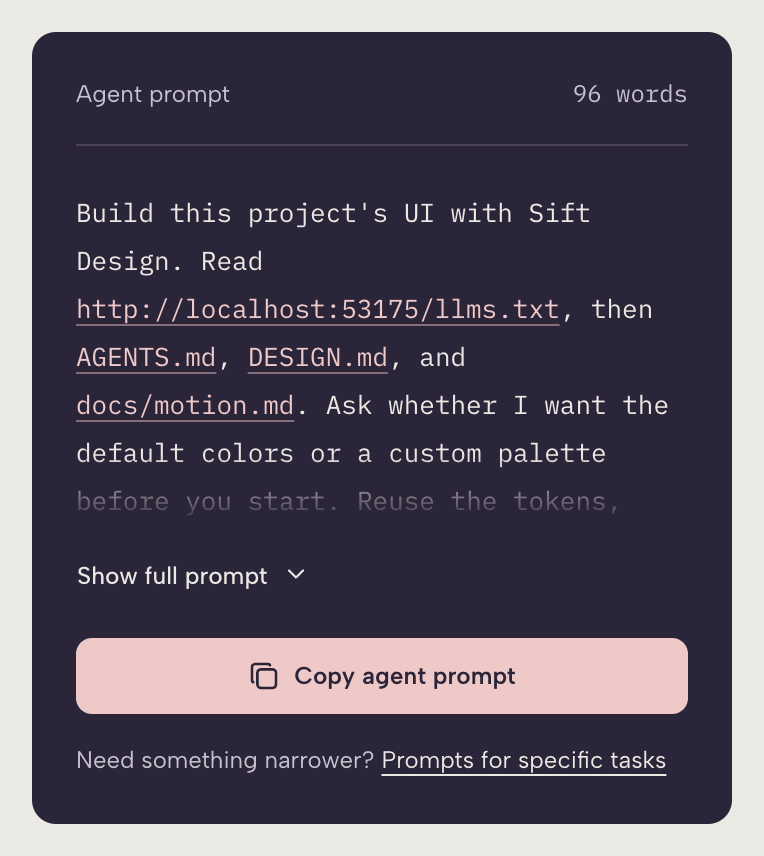 Agent prompt
96 words
Build this project's UI with Sift
Design. Read
http://localhost:53175/llms.txt, then
AGENTS.md, DESIGN.md, and
docs/motion.md. Ask whether I want the
default colors or a custom palette
before you start. Reuse the tokens,
Show full prompt
Copy agent prompt
Need something narrower? Prompts for specific tasks